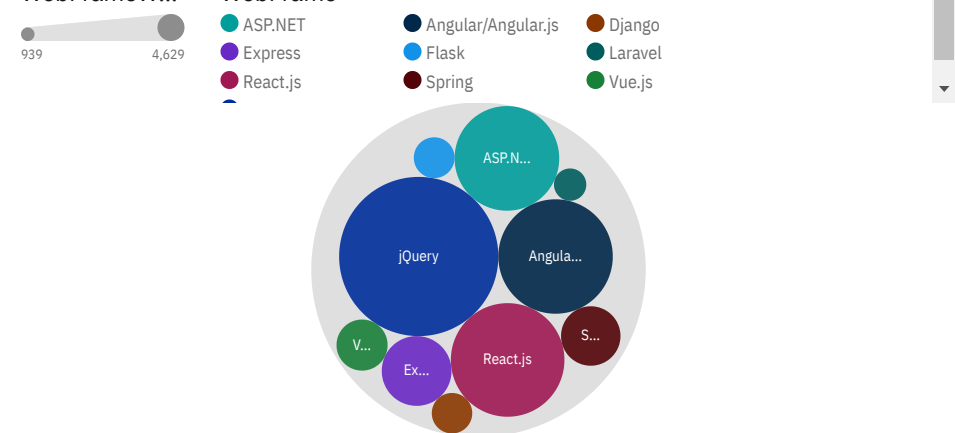 ASP.NET Angular/Angular.js Django
939 4,629 Express Flask Laravel
React.js Spring Vue.js
ASP.N...
jQuery Angula...
S...
V... React.js
Ex...